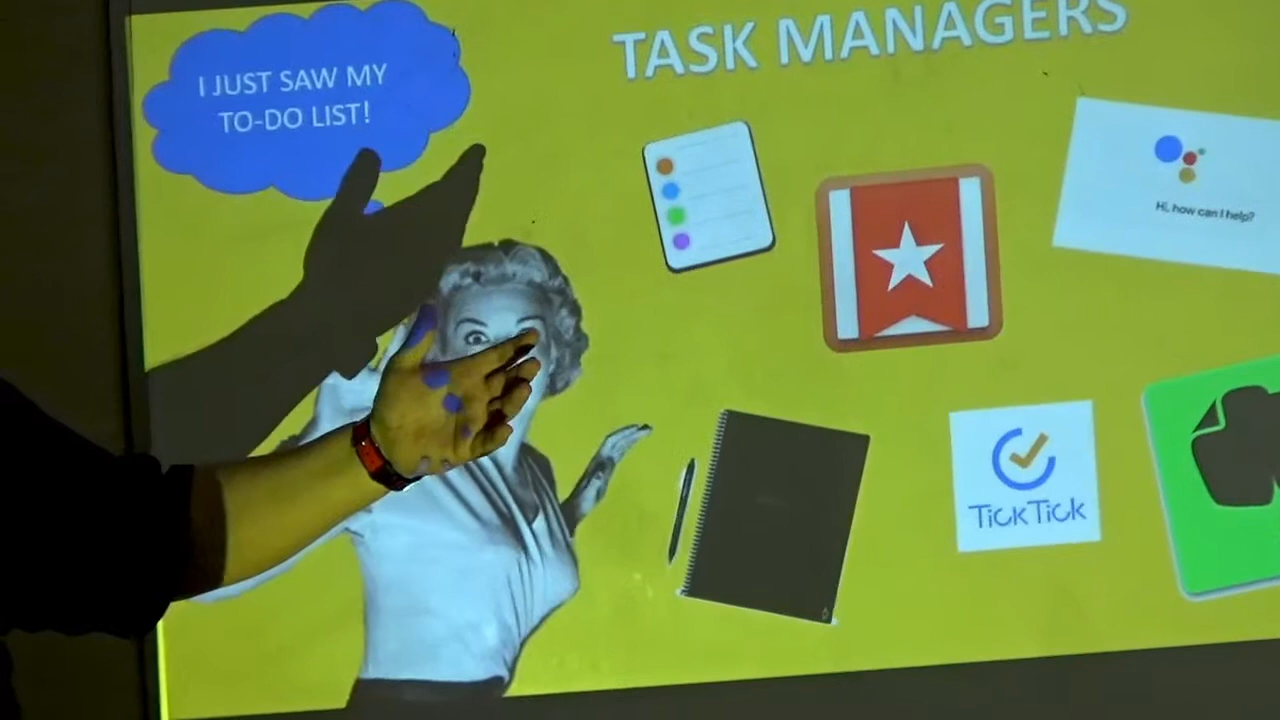 TASK MANAGERS
I JUST SAW MY
TO-DO LIST!
Hi, how can I help?
TickTick